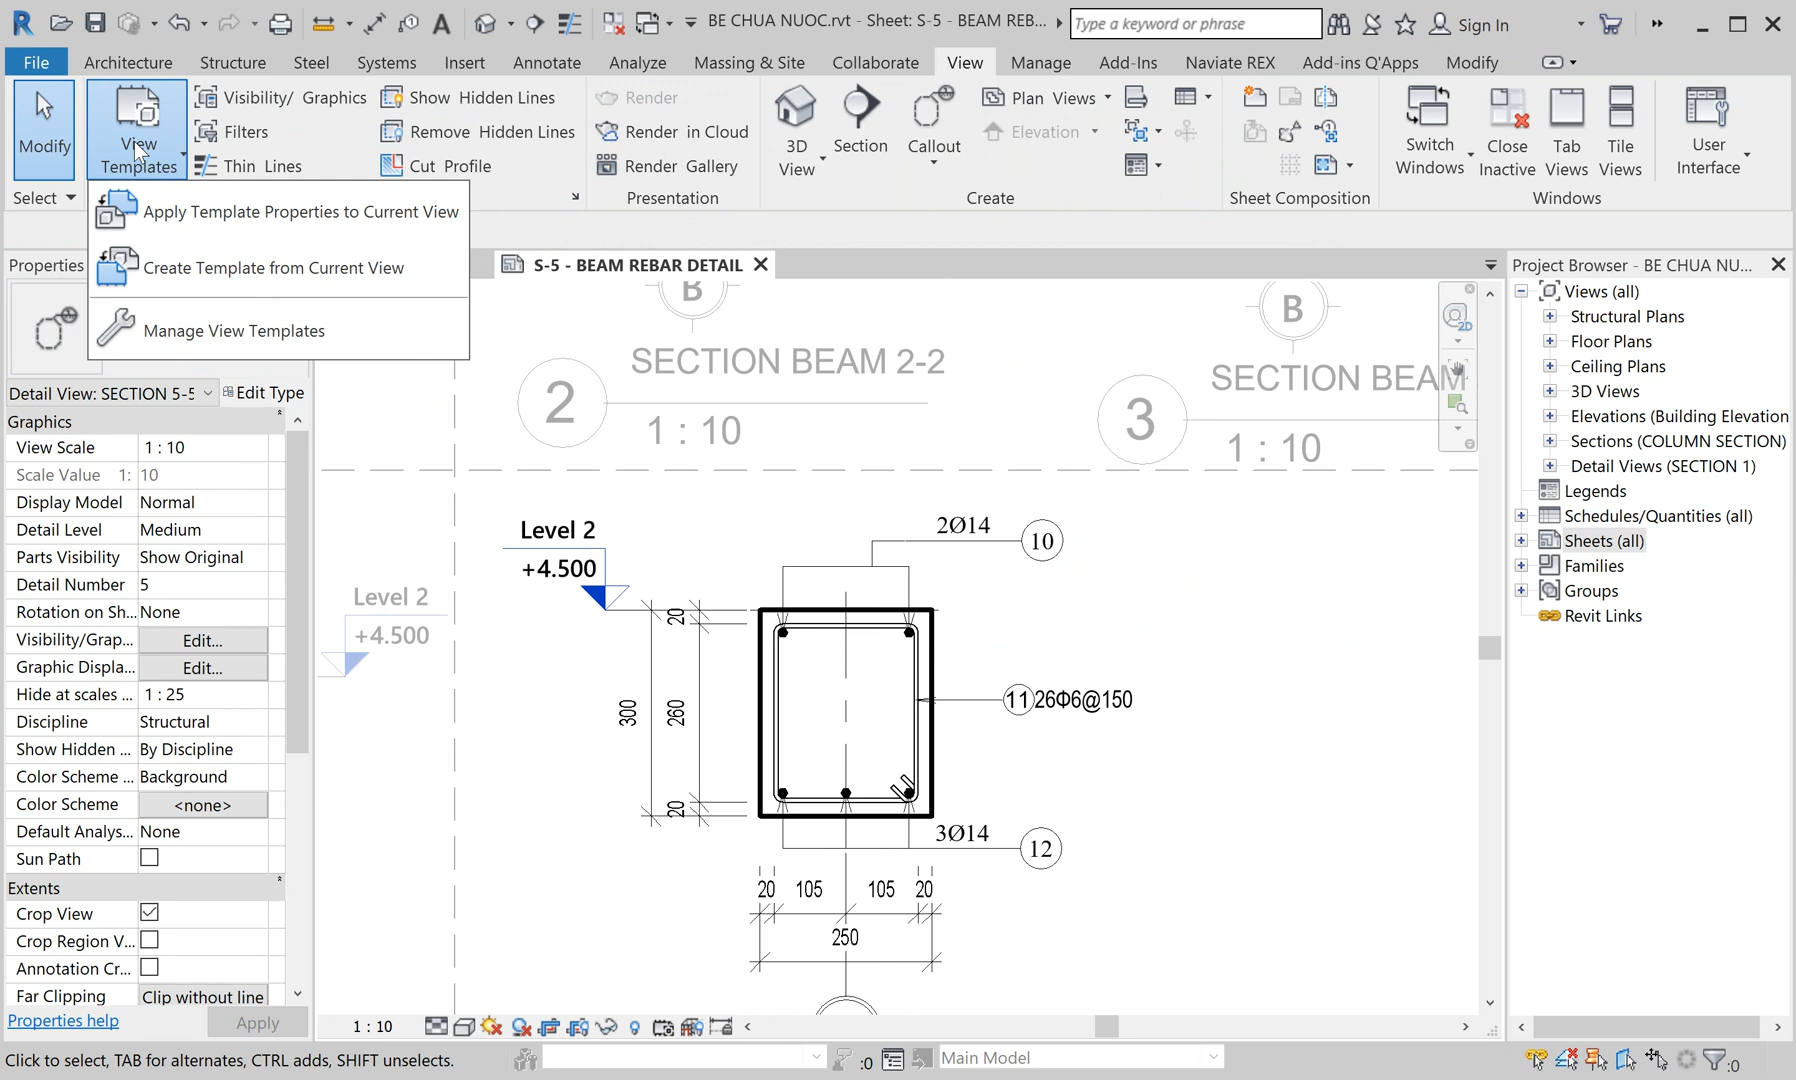 BE CHUA NUOC.rvt - Sheet: S-5 - BEAM REB...
Type a keyword or phrase
Sign In
File Architecture Structure Steel Systems Insert Annotate Analyze Massing & Site Collaborate View Manage Add-Ins Naviate REX Add-ins Q'Apps Modify
Modify
View
Templates
Visibility/ Graphics
Filters
Thin Lines
Show Hidden Lines
Remove Hidden Lines
Cut Profile
Render
Render in Cloud
Render Gallery
3D
View
Section
Callout
Plan Views
Elevation
Switch
Windows
Close
Inactive
Tab
Views
Tile
Views
User
Interface
Select
Presentation
Create
Sheet Composition
Windows
Apply Template Properties to Current View
Create Template from Current View
Manage View Templates
Properties
Detail View: SECTION 5-5
Edit Type
Graphics
View Scale 1 : 10
Scale Value 1: 10
Display Model Normal
Detail Level Medium
Parts Visibility Show Original
Detail Number 5
Rotation on Sh... None
Visibility/Grap... Edit...
Graphic Displa... Edit...
Hide at scales ... 1 : 25
Discipline Structural
Show Hidden ... By Discipline
Color Scheme ... Background
Color Scheme <none>
Default Analys... None
Sun Path
Extents
Crop View
Crop Region V...
Annotation Cr...
Far Clipping Clip without line
Properties help
Apply
S-5 - BEAM REBAR DETAIL
B
2
SECTION BEAM 2-2
1 : 10
B
3
SECTION BEAM
1 : 10
2D
Level 2
+4.500
Level 2
+4.500
2Ø14
10
20
300
260
20
11
26Φ6@150
3Ø14
12
20 105 105 20
250
1 : 10
Project Browser - BE CHUA NU...
Views (all)
Structural Plans
Floor Plans
Ceiling Plans
3D Views
Elevations (Building Elevation
Sections (COLUMN SECTION)
Detail Views (SECTION 1)
Legends
Schedules/Quantities (all)
Sheets (all)
Families
Groups
Revit Links
Click to select, TAB for alternates, CTRL adds, SHIFT unselects.
:0
Main Model
:0